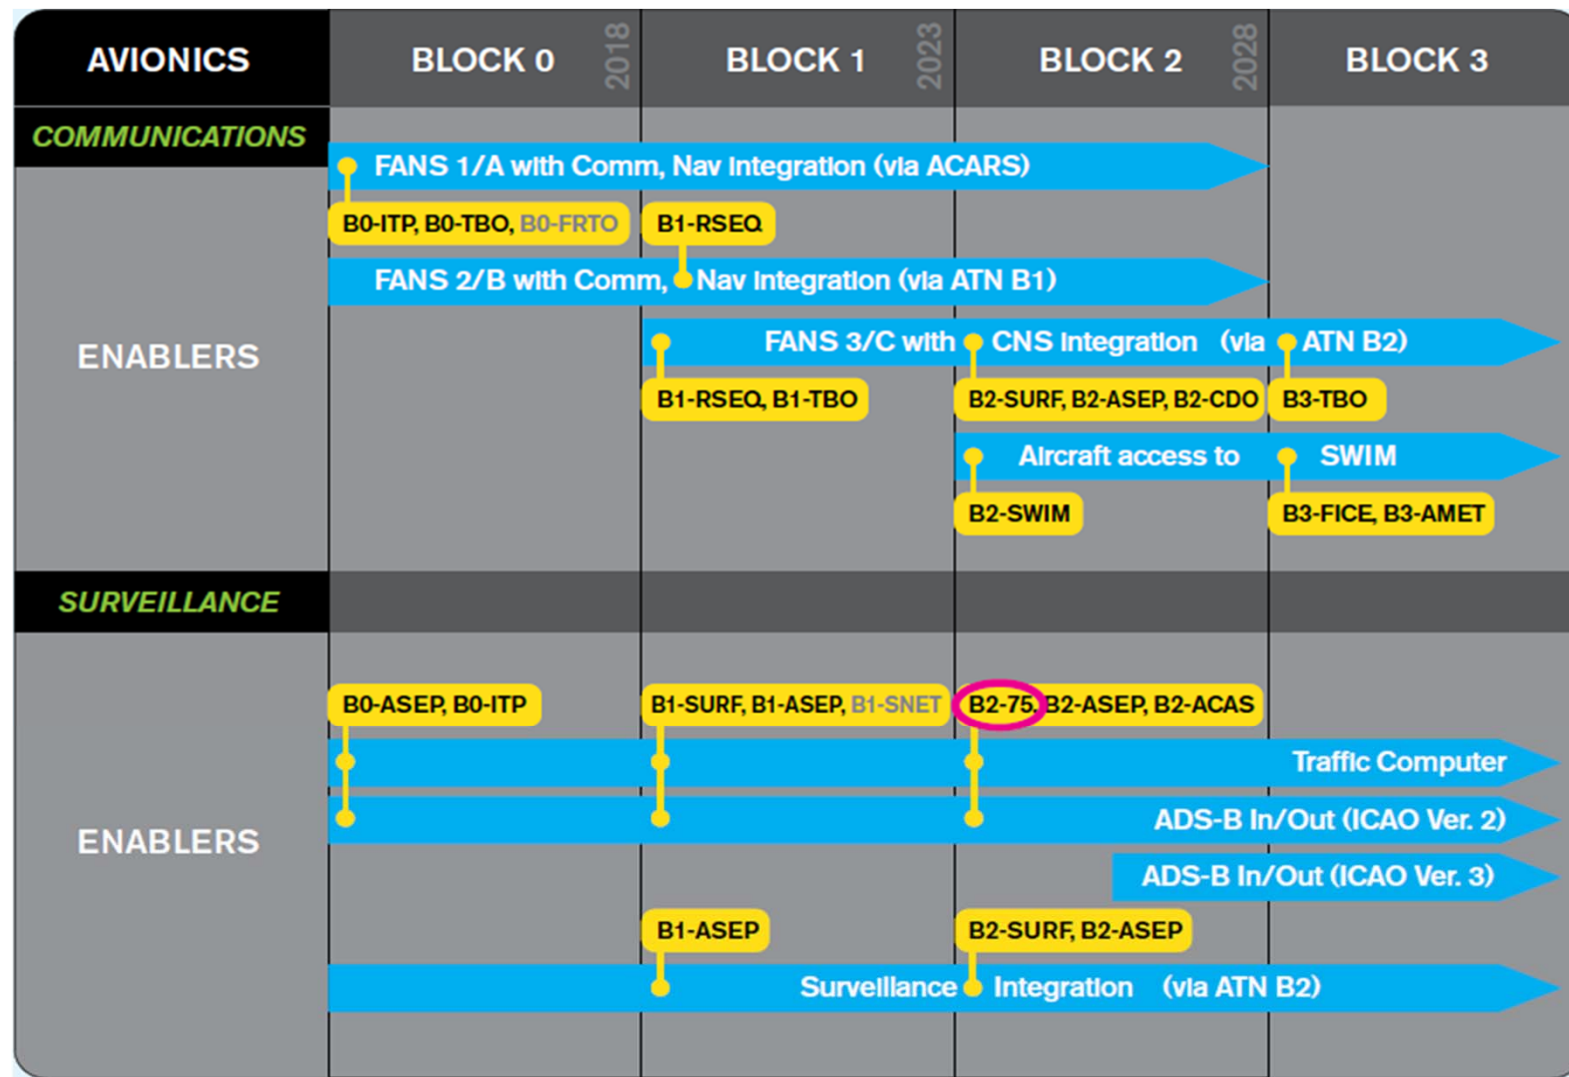 AVIONICS BLOCK 0 2018 BLOCK 1 2023 BLOCK 2 2028 BLOCK 3
COMMUNICATIONS
FANS 1/A with Comm, Nav integration (via ACARS)
B0-ITP, B0-TBO, B0-FRTO B1-RSEQ
FANS 2/B with Comm, Nav integration (via ATN B1)
ENABLERS
FANS 3/C with CNS integration (via ATN B2)
B1-RSEQ, B1-TBO B2-SURF, B2-ASEP, B2-CDO B3-TBO
Aircraft access to SWIM
B2-SWIM B3-FICE, B3-AMET
SURVEILLANCE
B0-ASEP, B0-ITP B1-SURF, B1-ASEP, B1-SNET B2-75, B2-ASEP, B2-ACAS
Traffic Computer
ADS-B In/Out (ICAO Ver. 2)
ENABLERS
ADS-B In/Out (ICAO Ver. 3)
B1-ASEP B2-SURF, B2-ASEP
Surveillance Integration (via ATN B2)